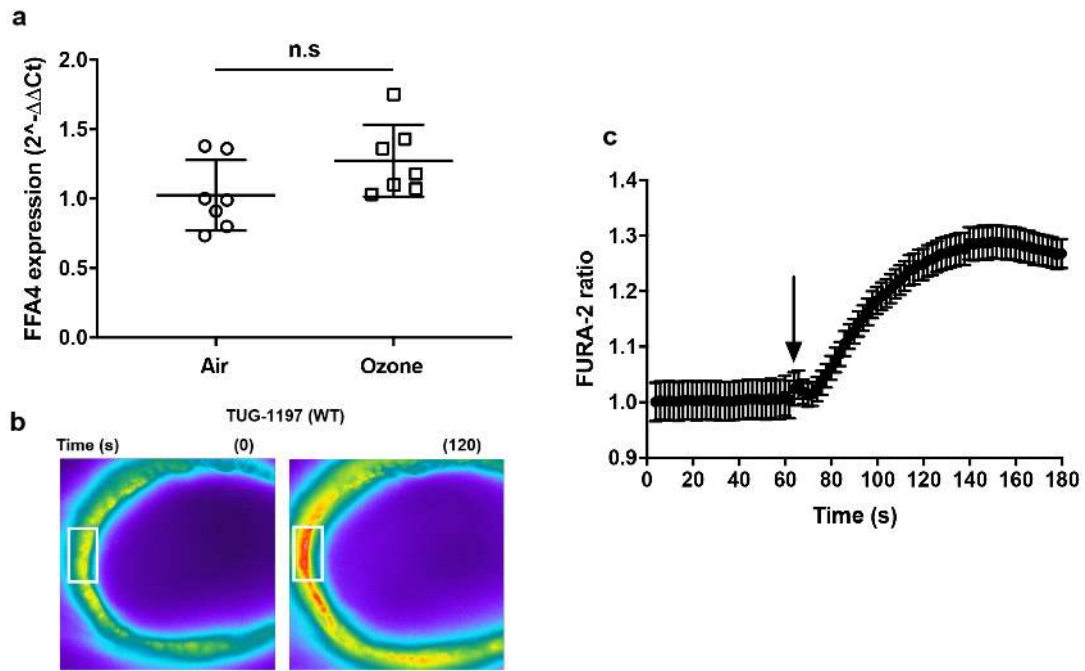 a
FFA4 expression (2^-ΔΔCt)
2.0
1.5
1.0
0.5
0.0
n.s
Air
Ozone
b
TUG-1197 (WT)
Time (s)
(0)
(120)
c
FURA-2 ratio
1.4
1.3
1.2
1.1
1.0
0.9
0 20 40 60 80 100 120 140 160 180
Time (s)